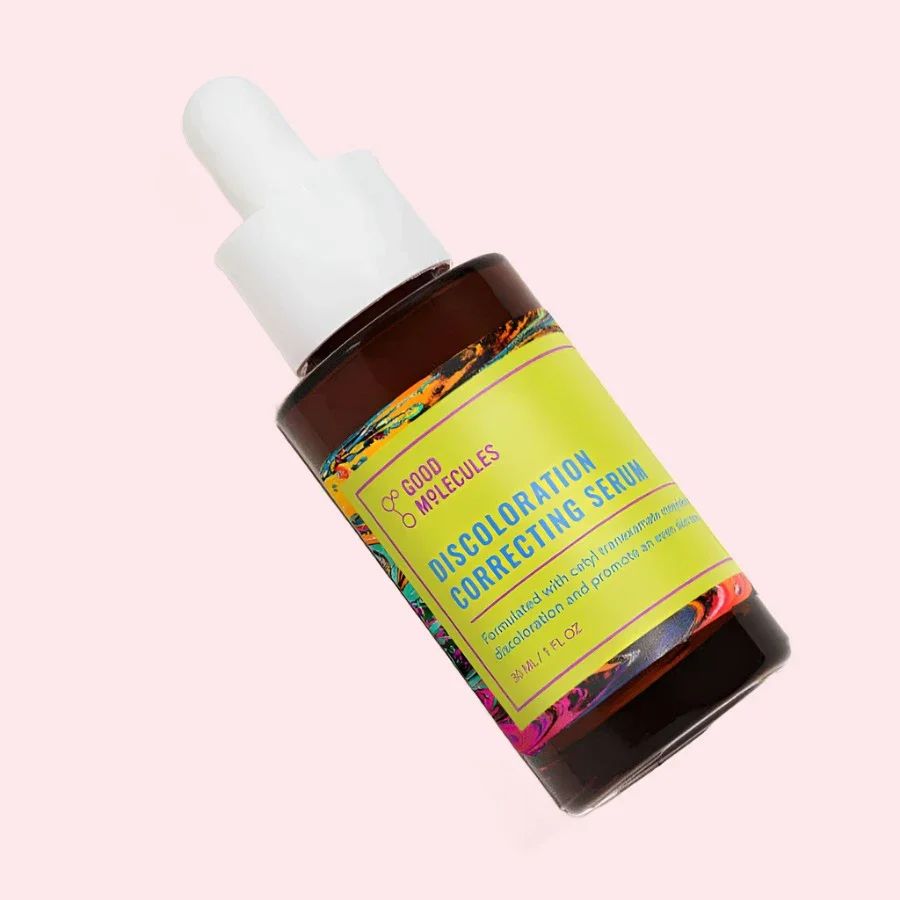 GOOD
MOLECULES
DISCOLORATION
CORRECTING SERUM
Formulated with cetyl tranexamate
discoloration and promote an even
30 ML / 1 FL OZ